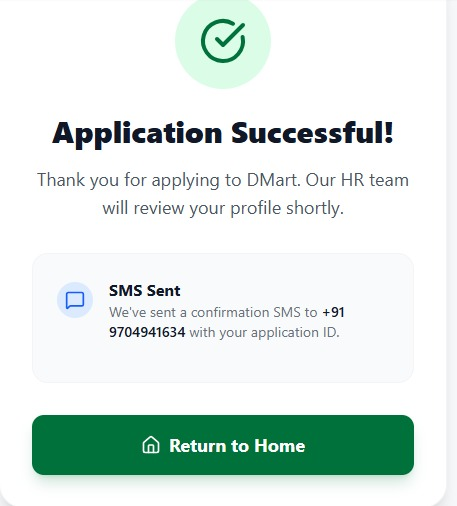 Application Successful!
Thank you for applying to DMart. Our HR team
will review your profile shortly.
SMS Sent
We've sent a confirmation SMS to +91
9704941634 with your application ID.
Return to Home